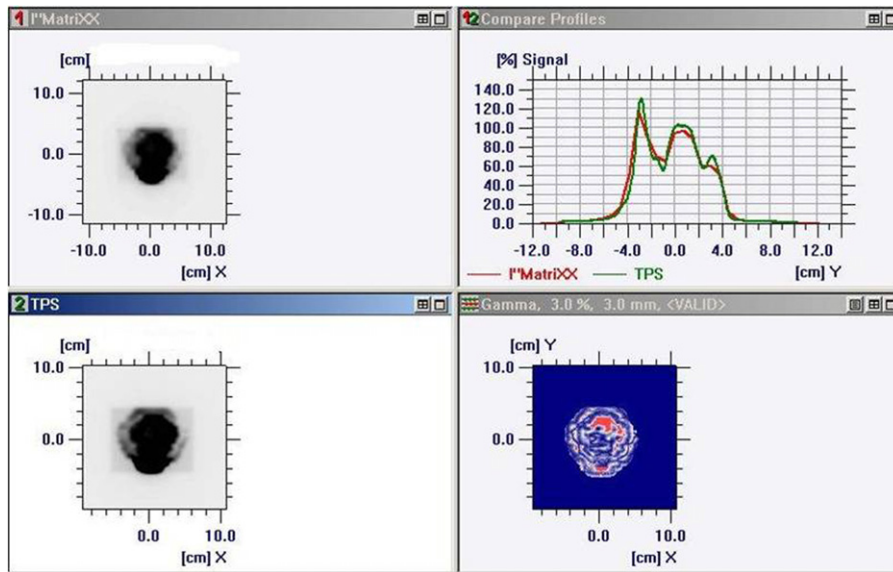 1 I'MatriXX
[cm]
10.0
0.0
-10.0
-10.0 0.0 10.0
[cm] X
12 Compare Profiles
[%] Signal
140.0
120.0
100.0
80.0
60.0
40.0
20.0
0.0
-12.0 -8.0 -4.0 0.0 4.0 8.0 12.0
I'MatriXX TPS [cm] Y
2 TPS
[cm]
10.0
0.0
0.0 10.0
[cm] X
Gamma, 3.0 %, 3.0 mm, <VALID>
[cm] Y
10.0
0.0
0.0 10.0
[cm] X